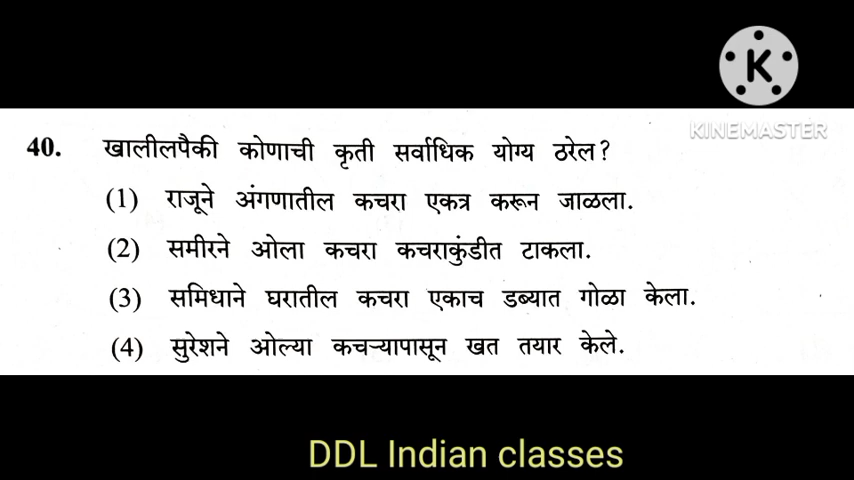 K
KINEMASTER
40. खालीलपैकी कोणाची कृती सर्वाधिक योग्य ठरेल?
(1) राजूने अंगणातील कचरा एकत्र करून जाळला.
(2) समीरने ओला कचरा कचराकुंडीत टाकला.
(3) समिधाने घरातील कचरा एकाच डब्यात गोळा केला.
(4) सुरेशने ओल्या कचऱ्यापासून खत तयार केले.
DDL Indian classes